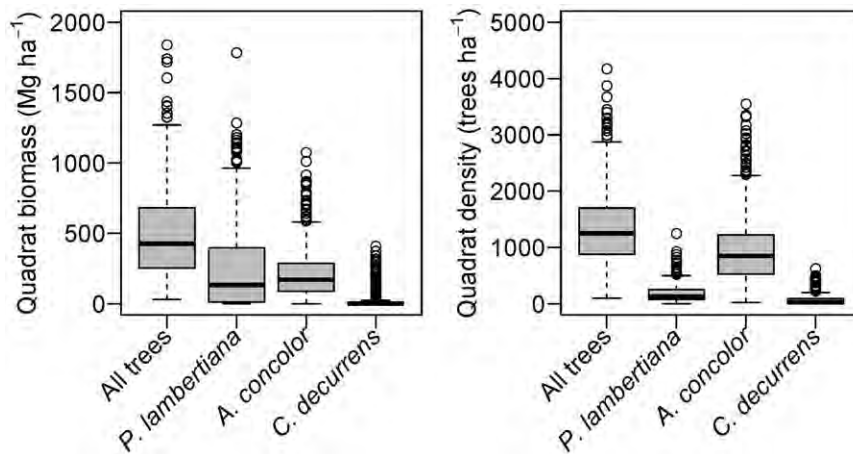 Quadrat biomass (Mg ha⁻¹)
2000
1500
1000
500
0
All trees
P. lambertiana
A. concolor
C. decurrens
Quadrat density (trees ha⁻¹)
5000
4000
3000
2000
1000
0
All trees
P. lambertiana
A. concolor
C. decurrens